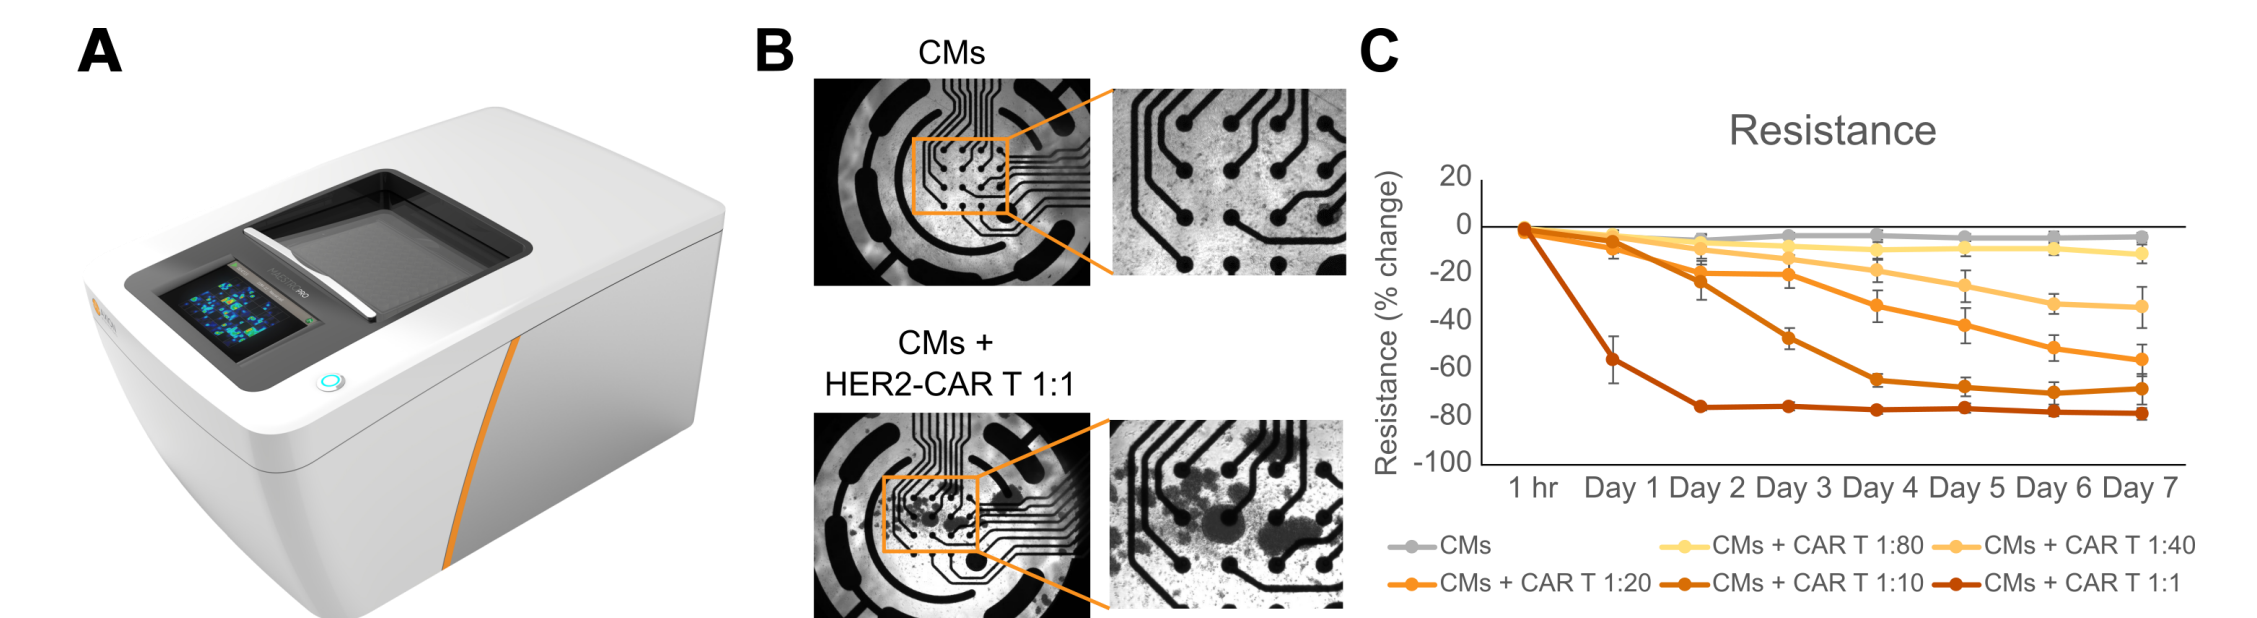 A
MAESTRO PRO
B
CMs
CMs +
HER2-CAR T 1:1
C
Resistance
Resistance (% change)
20
0
-20
-40
-60
-80
-100
1 hr Day 1 Day 2 Day 3 Day 4 Day 5 Day 6 Day 7
CMs CMs + CAR T 1:80 CMs + CAR T 1:40
CMs + CAR T 1:20 CMs + CAR T 1:10 CMs + CAR T 1:1